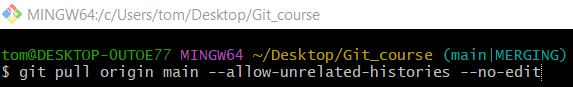 MINGW64:/c/Users/tom/Desktop/Git_course
tom@DESKTOP-OUTOE77 MINGW64 ~/Desktop/Git_course (main|MERGING)
$ git pull origin main --allow-unrelated-histories --no-edit